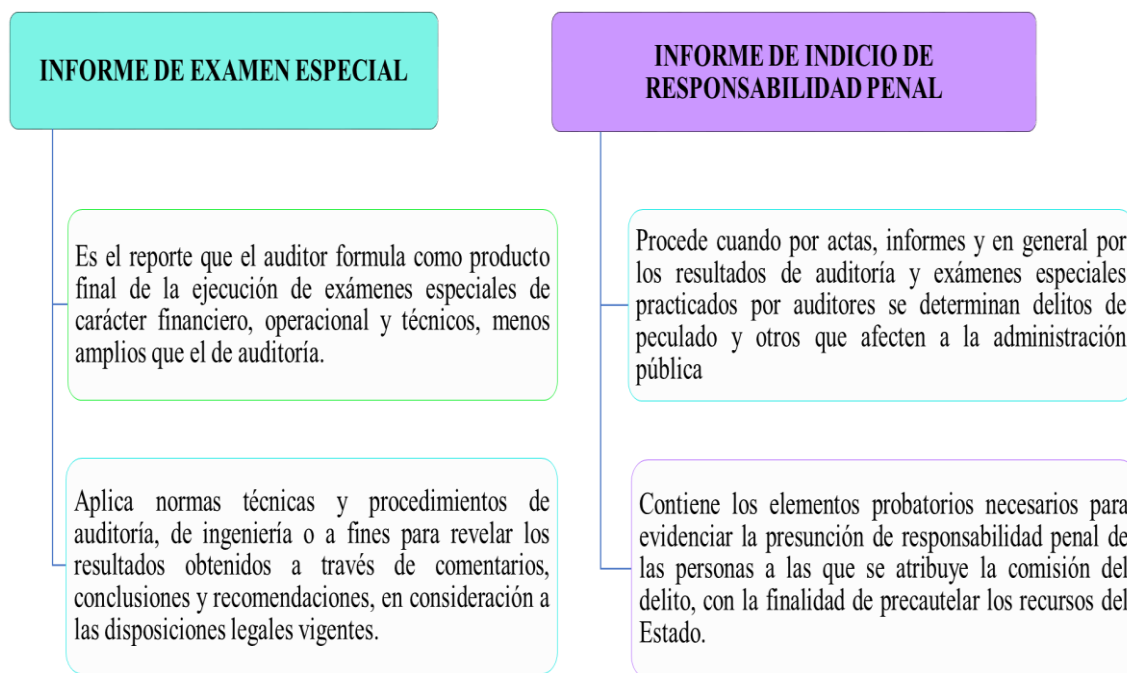 INFORME DE EXAMEN ESPECIAL
Es el reporte que el auditor formula como producto
final de la ejecución de exámenes especiales de
carácter financiero, operacional y técnicos, menos
amplios que el de auditoría.
Aplica normas técnicas y procedimientos de
auditoría, de ingeniería o a fines para revelar los
resultados obtenidos a través de comentarios,
conclusiones y recomendaciones, en consideración a
las disposiciones legales vigentes.
INFORME DE INDICIO DE
RESPONSABILIDAD PENAL
Procede cuando por actas, informes y en general por
los resultados de auditoría y exámenes especiales
practicados por auditores se determinan delitos de
peculado y otros que afecten a la administración
pública
Contiene los elementos probatorios necesarios para
evidenciar la presunción de responsabilidad penal de
las personas a las que se atribuye la comisión del
delito, con la finalidad de precautelar los recursos del
Estado.